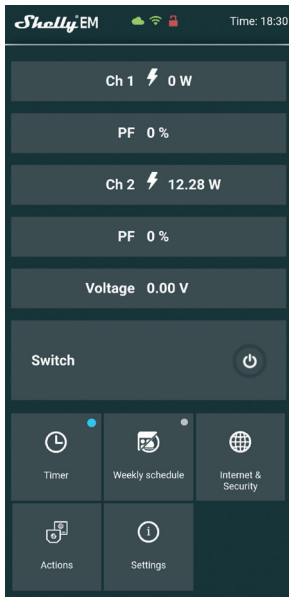 Shelly EM
Time: 18:30
Ch 1 0 W
PF 0 %
Ch 2 12.28 W
PF 0 %
Voltage 0.00 V
Switch
Timer
Weekly schedule
Internet &
Security
Actions
Settings